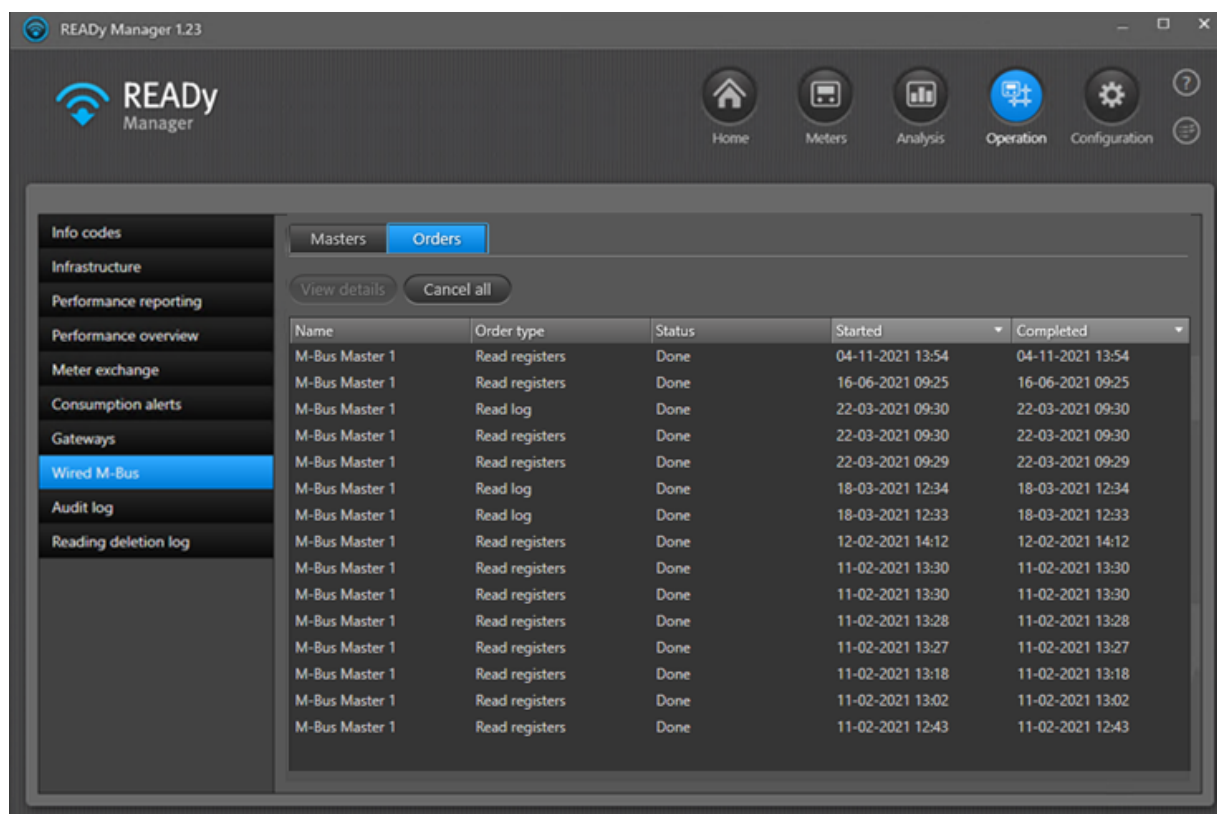 READy Manager 1.23
READy
Manager
Home Meters Analysis Operation Configuration
?
Info codes
Infrastructure
Performance reporting
Performance overview
Meter exchange
Consumption alerts
Gateways
Wired M-Bus
Audit log
Reading deletion log
Masters Orders
View details Cancel all
Name Order type Status Started Completed
M-Bus Master 1 Read registers Done 04-11-2021 13:54 04-11-2021 13:54
M-Bus Master 1 Read registers Done 16-06-2021 09:25 16-06-2021 09:25
M-Bus Master 1 Read log Done 22-03-2021 09:30 22-03-2021 09:30
M-Bus Master 1 Read registers Done 22-03-2021 09:30 22-03-2021 09:30
M-Bus Master 1 Read registers Done 22-03-2021 09:29 22-03-2021 09:29
M-Bus Master 1 Read log Done 18-03-2021 12:34 18-03-2021 12:34
M-Bus Master 1 Read log Done 18-03-2021 12:33 18-03-2021 12:33
M-Bus Master 1 Read registers Done 12-02-2021 14:12 12-02-2021 14:12
M-Bus Master 1 Read registers Done 11-02-2021 13:30 11-02-2021 13:30
M-Bus Master 1 Read registers Done 11-02-2021 13:30 11-02-2021 13:30
M-Bus Master 1 Read registers Done 11-02-2021 13:28 11-02-2021 13:28
M-Bus Master 1 Read registers Done 11-02-2021 13:27 11-02-2021 13:27
M-Bus Master 1 Read registers Done 11-02-2021 13:18 11-02-2021 13:18
M-Bus Master 1 Read registers Done 11-02-2021 13:02 11-02-2021 13:02
M-Bus Master 1 Read registers Done 11-02-2021 12:43 11-02-2021 12:43